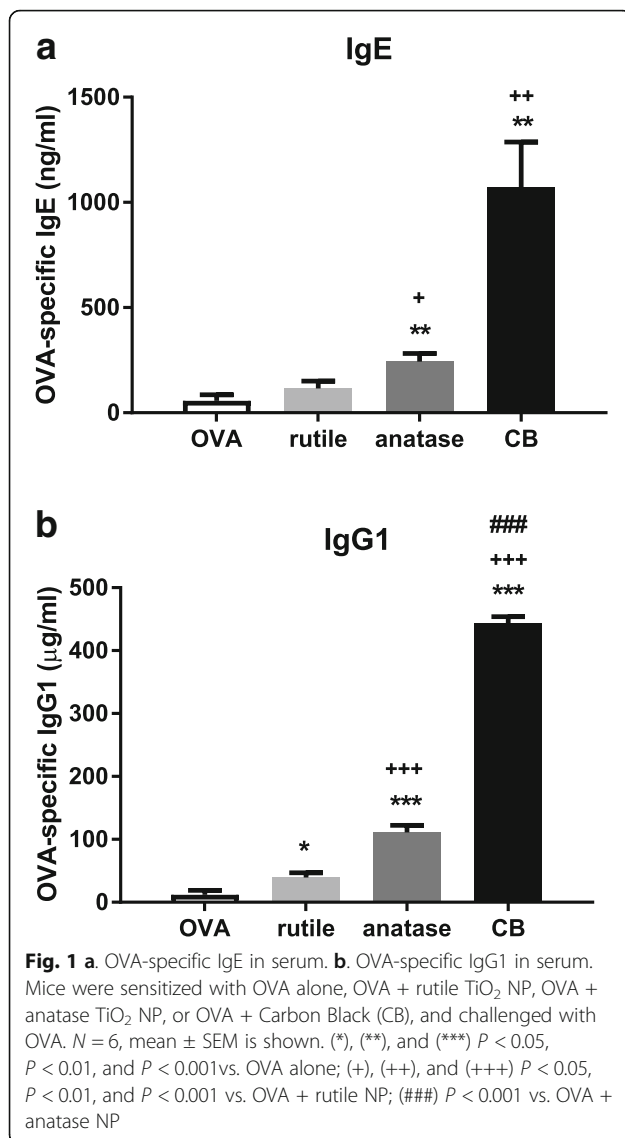 a
IgE
1500
1000
500
0
OVA-specific IgE (ng/ml)
++
**
+
**
OVA rutile anatase CB
b
IgG1
500
400
300
200
100
0
OVA-specific IgG1 (μg/ml)
###
+++
***
+++
***
*
OVA rutile anatase CB
Fig. 1 a. OVA-specific IgE in serum. b. OVA-specific IgG1 in serum.
Mice were sensitized with OVA alone, OVA + rutile TiO₂ NP, OVA +
anatase TiO₂ NP, or OVA + Carbon Black (CB), and challenged with
OVA. N = 6, mean ± SEM is shown. (*), (**), and (***) P < 0.05,
P < 0.01, and P < 0.001vs. OVA alone; (+), (++), and (+++) P < 0.05,
P < 0.01, and P < 0.001 vs. OVA + rutile NP; (###) P < 0.001 vs. OVA +
anatase NP